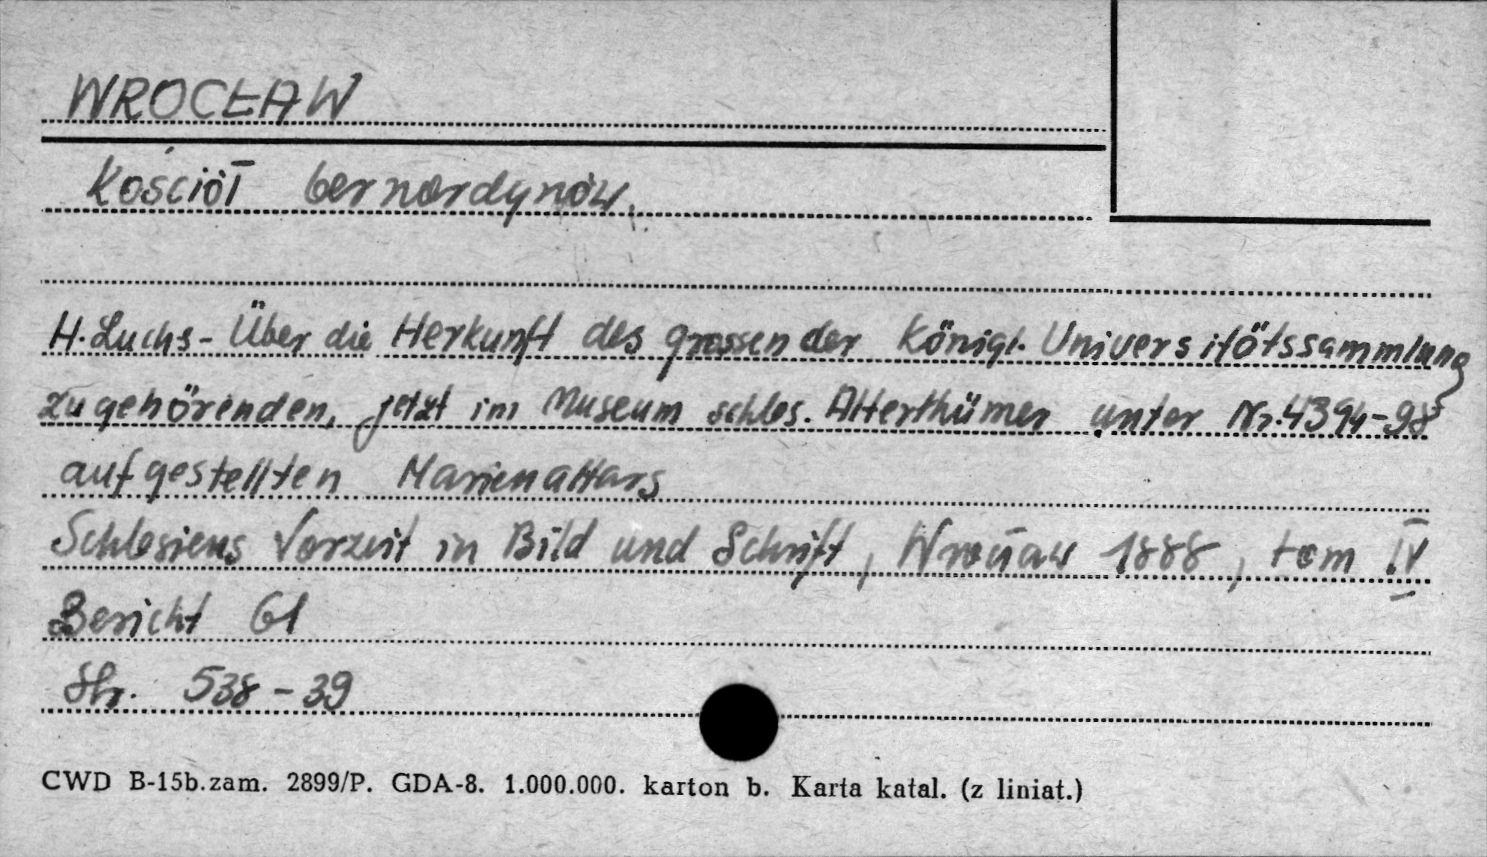 WROCŁAW
Kościół bernardynów.
H. Luchs - Über die Herkunft des grossen der Königl. Universitätssammlung
zugehörenden, jetzt im Museum schles. Alterthümer unter Nr. 4394-98
aufgestellten Marienaltars
Schlesiens Vorzeit in Bild und Schrift, Wrocław 1888, tom IV
Bericht 61
Str. 538-39
CWD B-15b.zam. 2899/P. GDA-8. 1.000.000. karton b. Karta katal. (z liniat.)